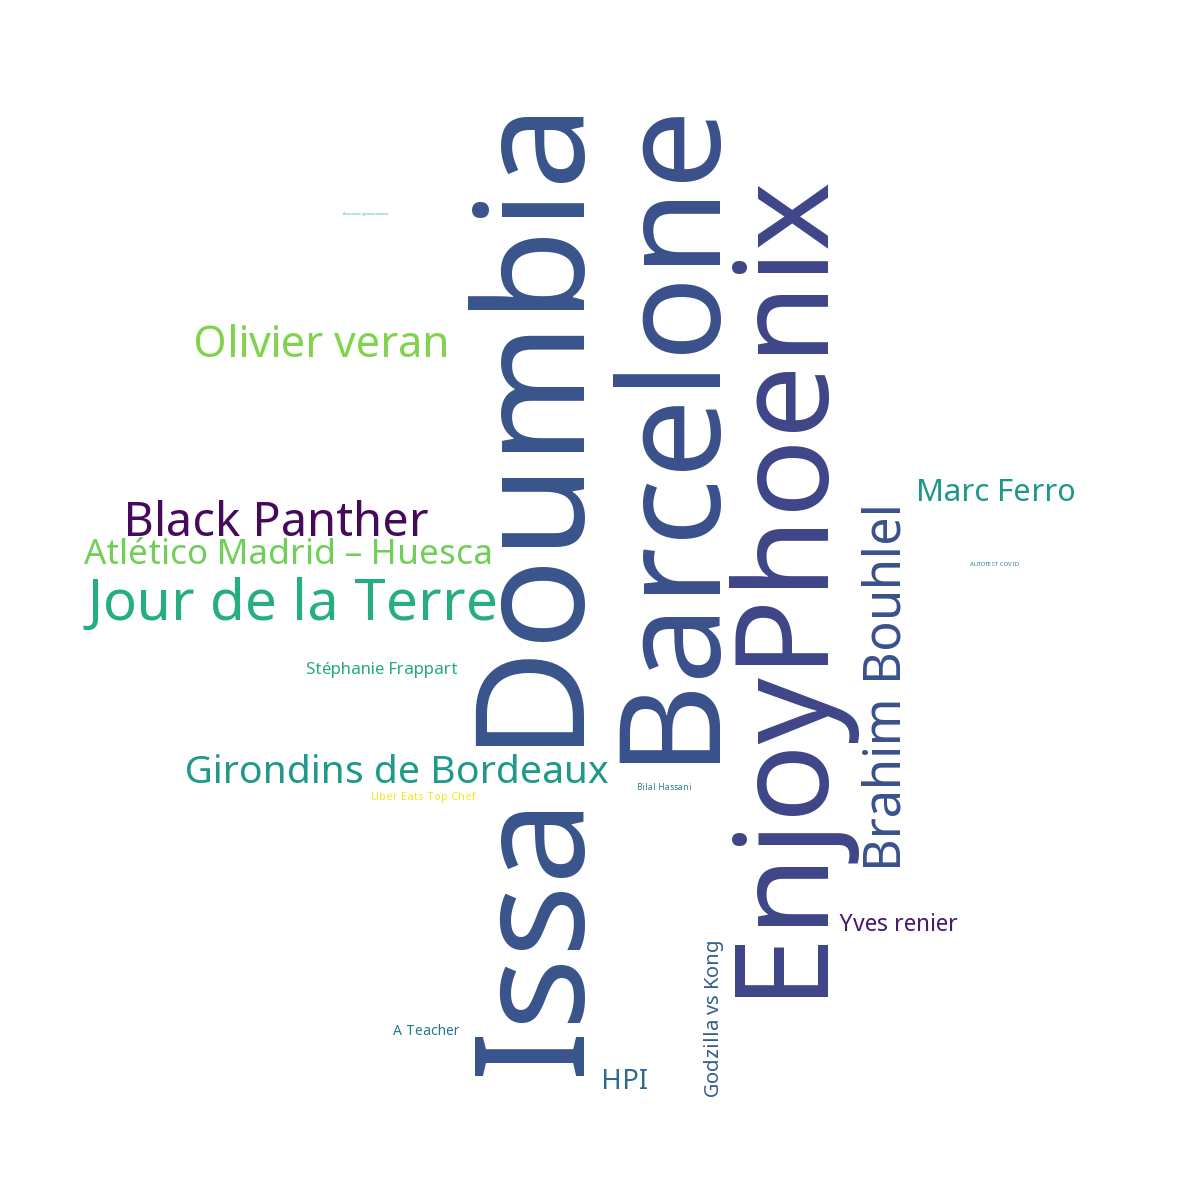 Issa Doumbia
Barcelone
EnjoyPhoenix
Olivier veran
Black Panther
Atlético Madrid – Huesca
Jour de la Terre
Stéphanie Frappart
Girondins de Bordeaux
Uber Eats Top Chef
Bilal Hassani
Marc Ferro
AUTOTEST COVID
Brahim Bouhlel
Yves renier
Godzilla vs Kong
A Teacher
HPI